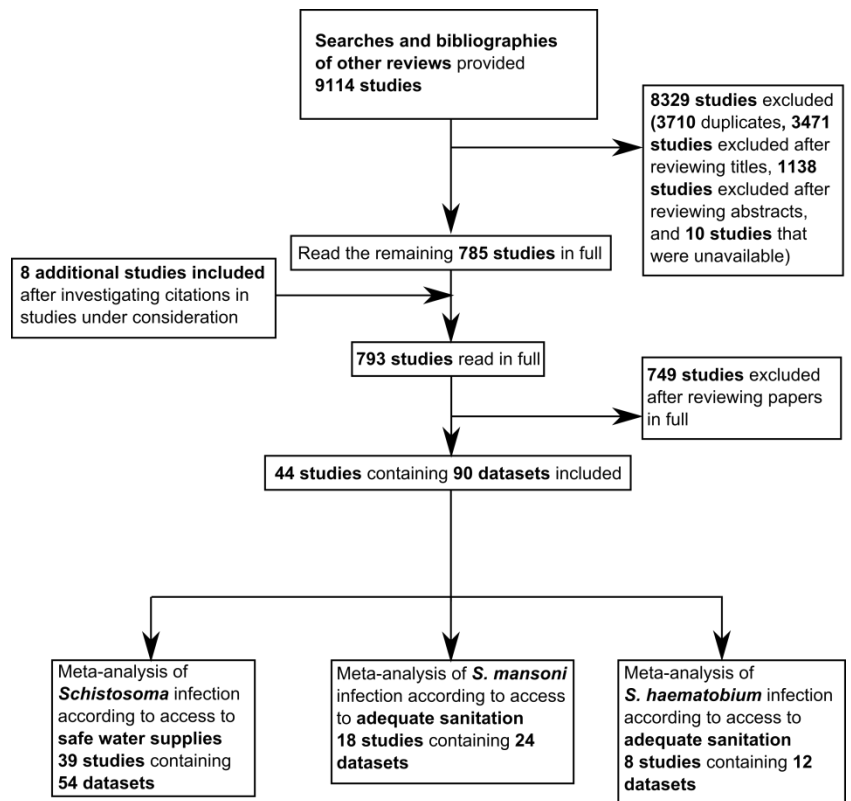 Searches and bibliographies
of other reviews provided
9114 studies
8329 studies excluded
(3710 duplicates, 3471
studies excluded after
reviewing titles, 1138
studies excluded after
reviewing abstracts,
and 10 studies that
were unavailable)
Read the remaining 785 studies in full
8 additional studies included
after investigating citations in
studies under consideration
793 studies read in full
749 studies excluded
after reviewing papers
in full
44 studies containing 90 datasets included
Meta-analysis of
Schistosoma infection
according to access to
safe water supplies
39 studies containing
54 datasets
Meta-analysis of S. mansoni
infection according to access
to adequate sanitation
18 studies containing 24
datasets
Meta-analysis of
S. haematobium infection
according to access to
adequate sanitation
8 studies containing 12
datasets